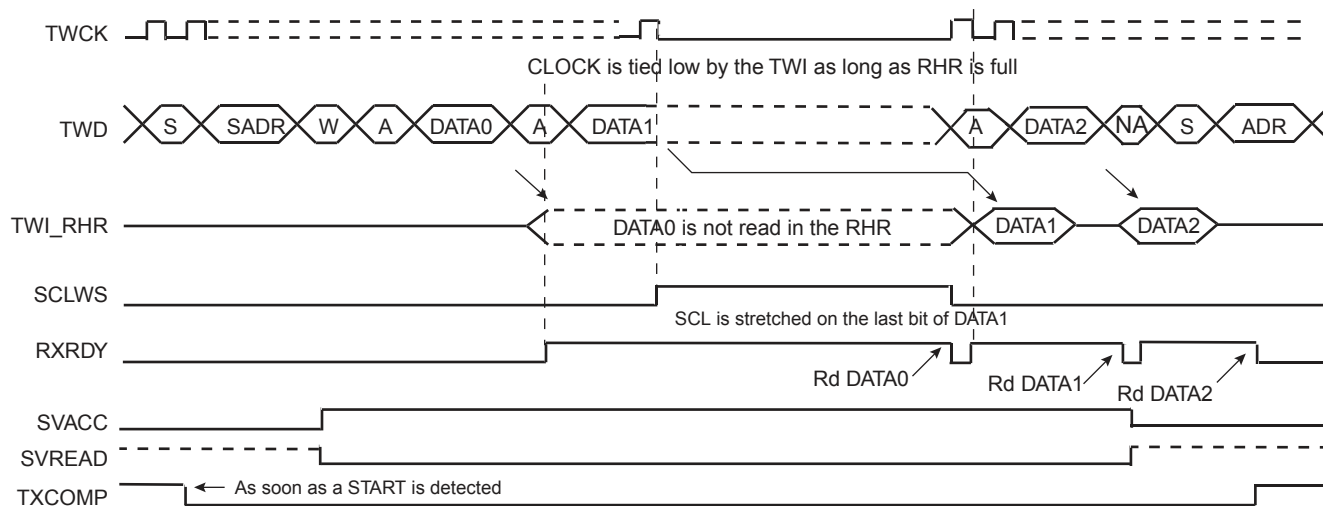 TWCK
CLOCK is tied low by the TWI as long as RHR is full
TWD S SADR W A DATA0 A DATA1 A DATA2 NA S ADR
TWI_RHR DATA0 is not read in the RHR DATA1 DATA2
SCLWS
SCL is stretched on the last bit of DATA1
RXRDY
Rd DATA0 Rd DATA1 Rd DATA2
SVACC
SVREAD
TXCOMP As soon as a START is detected